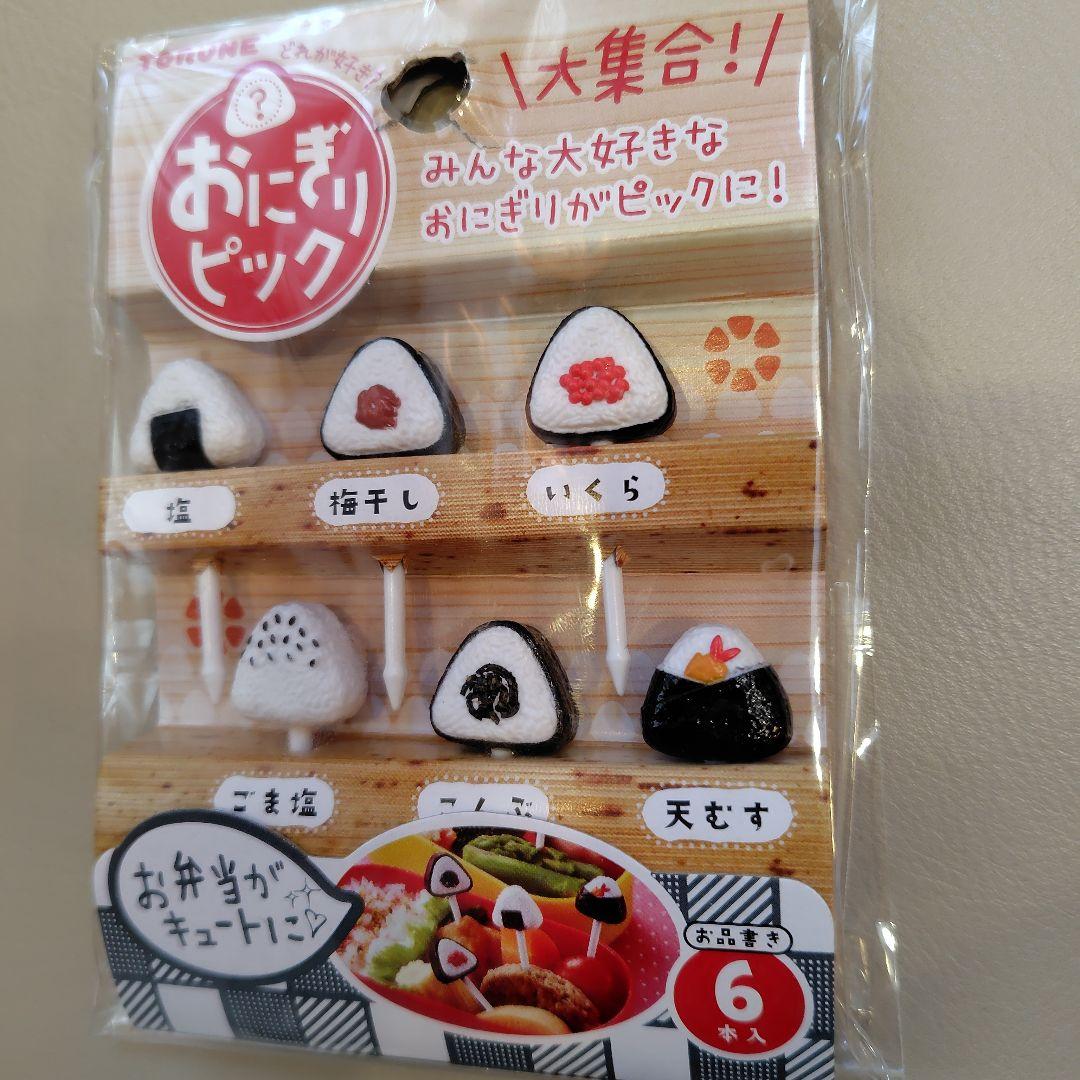 TORUNE
どれが好き?
\大集合!/
?
おにぎり
ピック
みんな大好きな
おにぎりがピックに!
塩
梅干し
いくら
ごま塩
こんぶ
天むす
お弁当が
キュートに♡
お品書き
6
本入